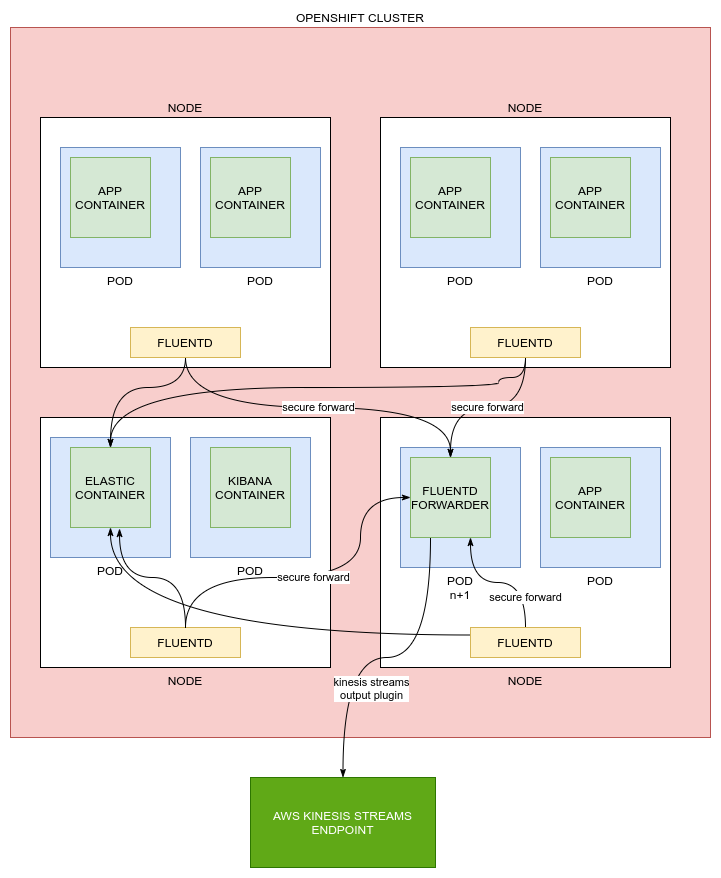 OPENSHIFT CLUSTER
NODE
NODE
APP
CONTAINER
APP
CONTAINER
APP
CONTAINER
APP
CONTAINER
POD
POD
POD
POD
FLUENTD
FLUENTD
secure forward
secure forward
ELASTIC
CONTAINER
KIBANA
CONTAINER
FLUENTD
FORWARDER
APP
CONTAINER
POD
POD
secure forward
POD
n+1
POD
secure forward
FLUENTD
FLUENTD
NODE
NODE
kinesis streams
output plugin
AWS KINESIS STREAMS
ENDPOINT